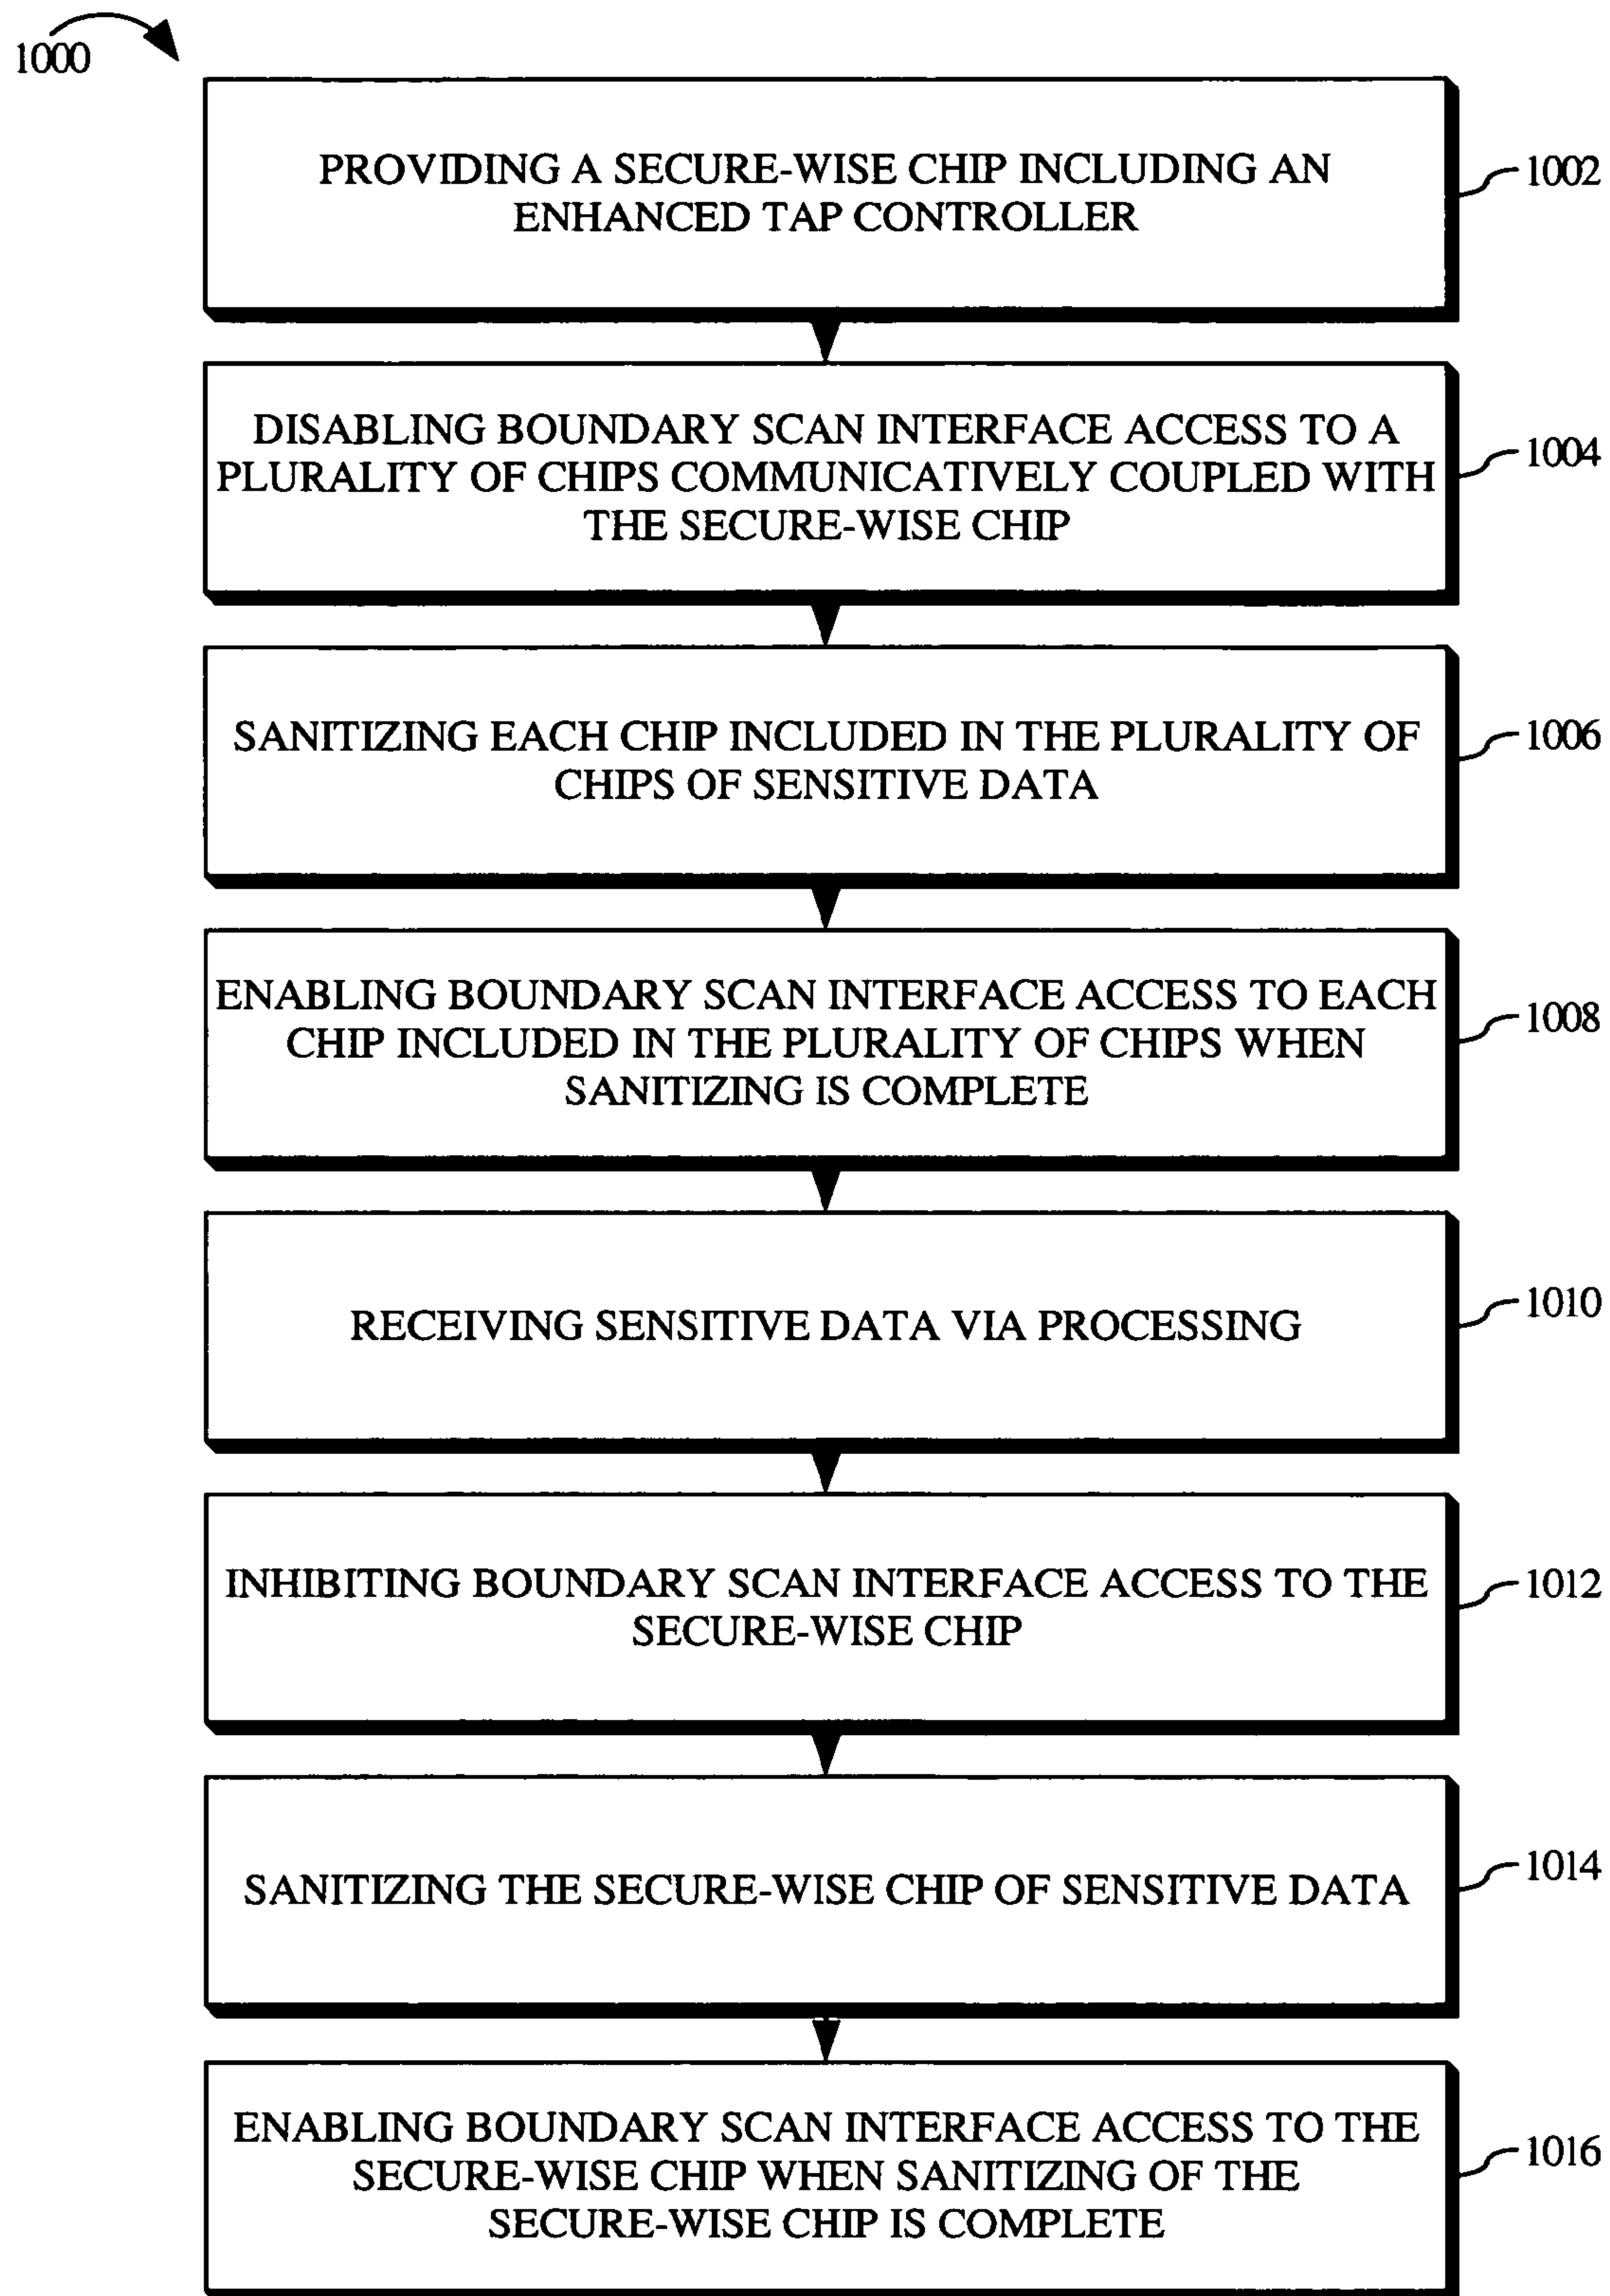 1000
PROVIDING A SECURE-WISE CHIP INCLUDING AN
ENHANCED TAP CONTROLLER
1002
DISABLING BOUNDARY SCAN INTERFACE ACCESS TO A
PLURALITY OF CHIPS COMMUNICATIVELY COUPLED WITH
THE SECURE-WISE CHIP
1004
SANITIZING EACH CHIP INCLUDED IN THE PLURALITY OF
CHIPS OF SENSITIVE DATA
1006
ENABLING BOUNDARY SCAN INTERFACE ACCESS TO EACH
CHIP INCLUDED IN THE PLURALITY OF CHIPS WHEN
SANITIZING IS COMPLETE
1008
RECEIVING SENSITIVE DATA VIA PROCESSING
1010
INHIBITING BOUNDARY SCAN INTERFACE ACCESS TO THE
SECURE-WISE CHIP
1012
SANITIZING THE SECURE-WISE CHIP OF SENSITIVE DATA
1014
ENABLING BOUNDARY SCAN INTERFACE ACCESS TO THE
SECURE-WISE CHIP WHEN SANITIZING OF THE
SECURE-WISE CHIP IS COMPLETE
1016